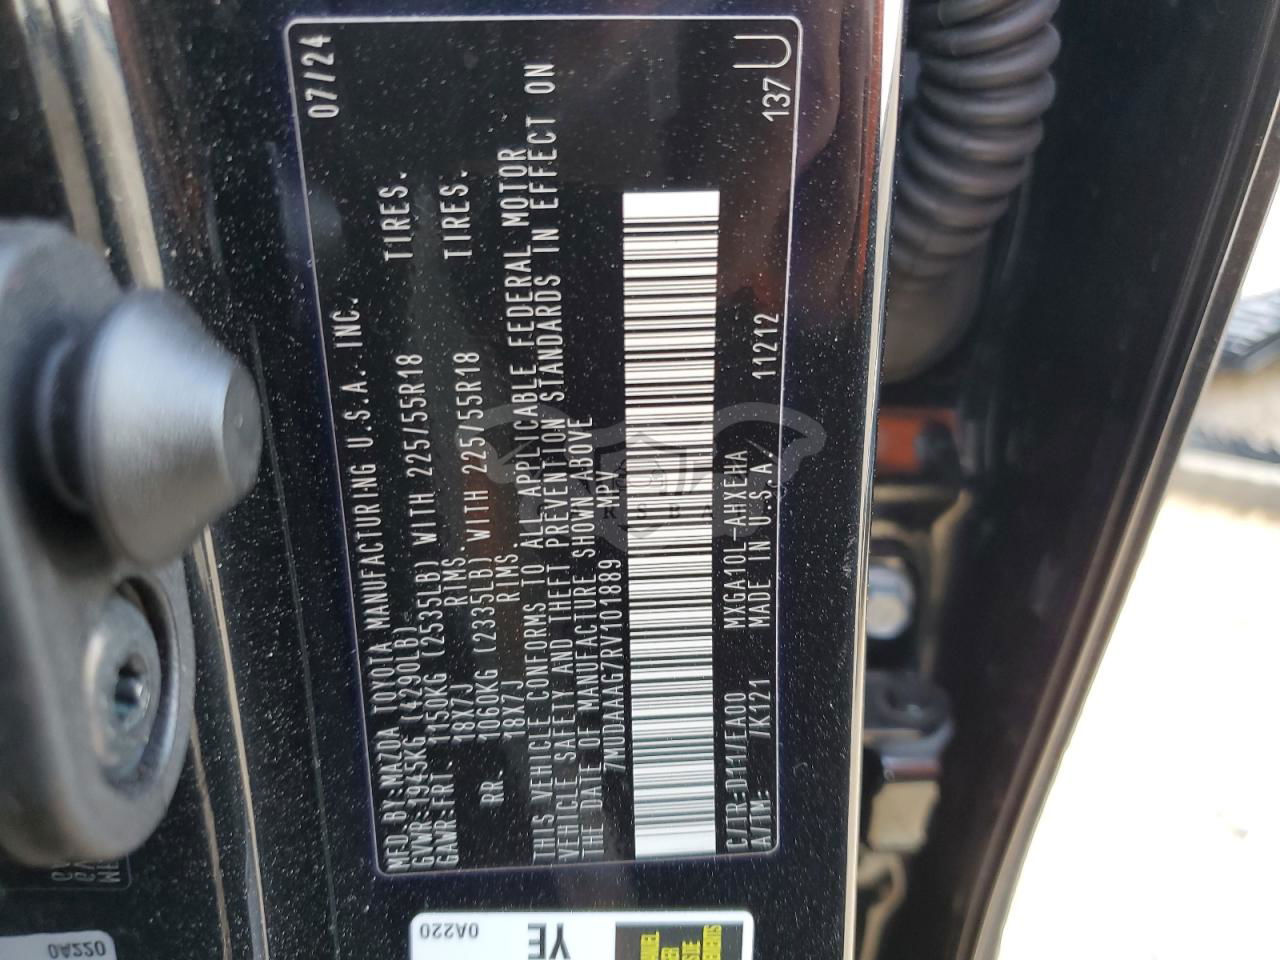 MFD.BY:MAZDA TOYOTA MANUFACTURING U.S.A., INC. 07/24
GVWR:1945KG (4290LB)
GAWR:FRT. 1150KG (2535LB) WITH 225/55R18 TIRES.
18X7J RIMS.
RR. 1060KG (2335LB) WITH 225/55R18 TIRES.
18X7J RIMS
THIS VEHICLE CONFORMS TO ALL APPLICABLE FEDERAL MOTOR
VEHICLE SAFETY AND THEFT PREVENTION STANDARDS IN EFFECT ON
THE DATE OF MANUFACTURE SHOWN ABOVE
7MUDAAAG7RV101889 MPV
C/TR:D111/EA00 MXGA10L-AHXEHA 11212 137 U
A/TM: /K121 MADE IN U.S.A
0A220
YE
0A220